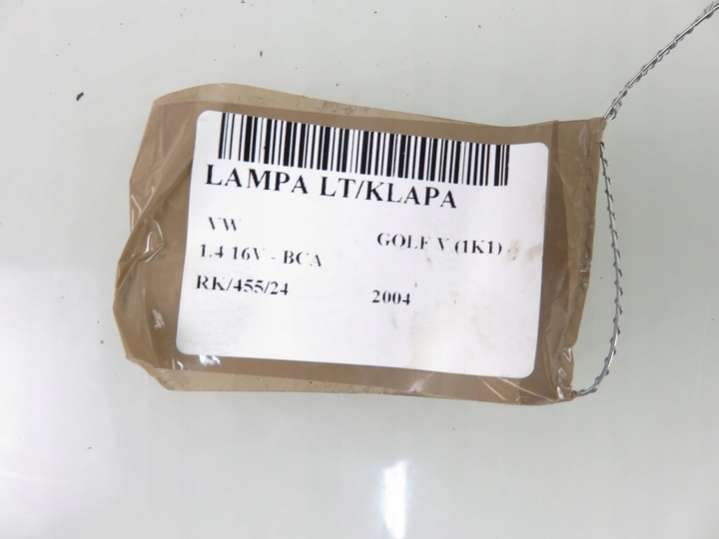 LAMPA LT/KLAPA
VW GOLF V (1K1)
1.4 16V - BCA
RK/455/24 2004